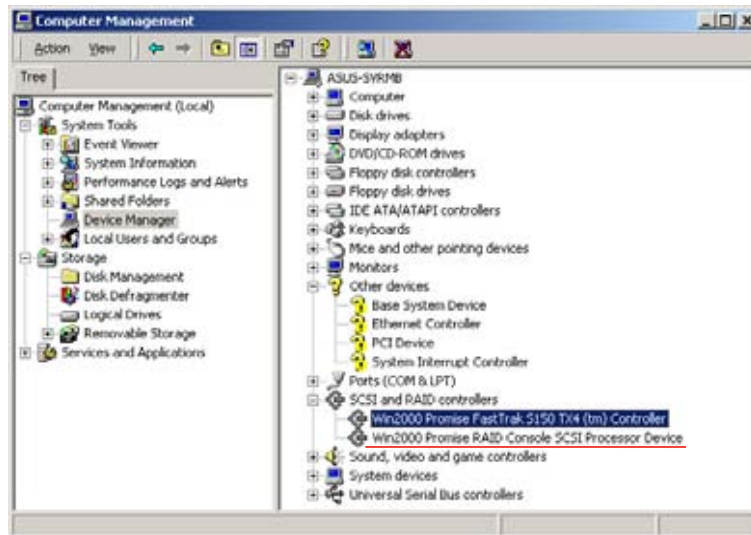 Computer Management
Action View
Tree
Computer Management (Local)
System Tools
Event Viewer
System Information
Performance Logs and Alerts
Shared Folders
Device Manager
Local Users and Groups
Storage
Disk Management
Disk Defragmenter
Logical Drives
Removable Storage
Services and Applications
ASUS-SVRMB
Computer
Disk drives
Display adapters
DVD/CD-ROM drives
Floppy disk controllers
Floppy disk drives
IDE ATA/ATAPI controllers
Keyboards
Mice and other pointing devices
Monitors
Other devices
Base System Device
Ethernet Controller
PCI Device
System Interrupt Controller
Ports (COM & LPT)
SCSI and RAID controllers
Win2000 Promise FastTrak S150 TX4 (tm) Controller
Win2000 Promise RAID Console SCSI Processor Device
Sound, video and game controllers
System devices
Universal Serial Bus controllers